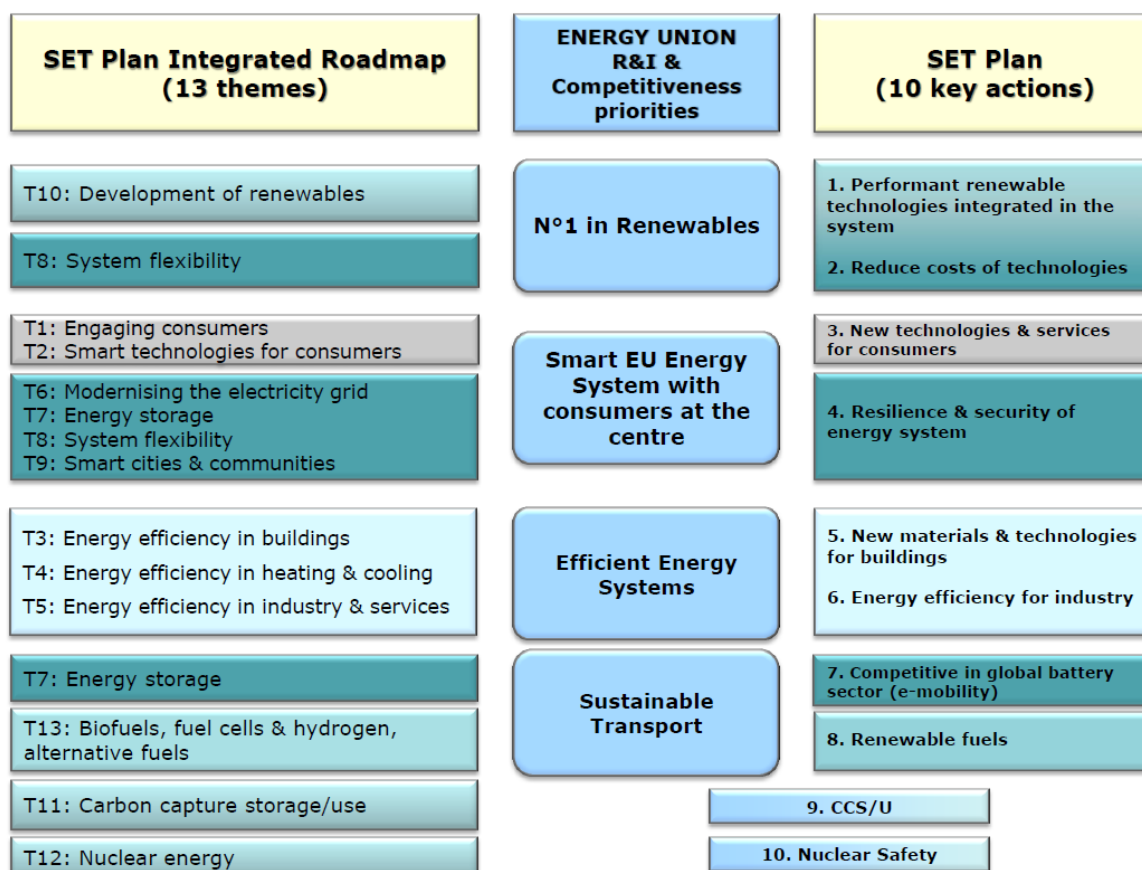 SET Plan Integrated Roadmap
(13 themes)
ENERGY UNION
R&I &
Competitiveness
priorities
SET Plan
(10 key actions)
T10: Development of renewables
T8: System flexibility
N°1 in Renewables
1. Performant renewable
technologies integrated in the
system
2. Reduce costs of technologies
T1: Engaging consumers
T2: Smart technologies for consumers
T6: Modernising the electricity grid
T7: Energy storage
T8: System flexibility
T9: Smart cities & communities
Smart EU Energy
System with
consumers at the
centre
3. New technologies & services
for consumers
4. Resilience & security of
energy system
T3: Energy efficiency in buildings
T4: Energy efficiency in heating & cooling
T5: Energy efficiency in industry & services
Efficient Energy
Systems
5. New materials & technologies
for buildings
6. Energy efficiency for industry
T7: Energy storage
T13: Biofuels, fuel cells & hydrogen,
alternative fuels
Sustainable
Transport
7. Competitive in global battery
sector (e-mobility)
8. Renewable fuels
T11: Carbon capture storage/use
9. CCS/U
T12: Nuclear energy
10. Nuclear Safety